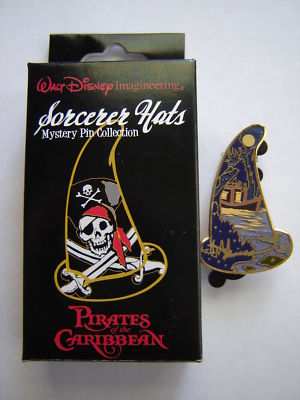 Walt Disney Imagineering®
Sorcerer Hats
Mystery Pin Collection
Pirates
of the
Caribbean